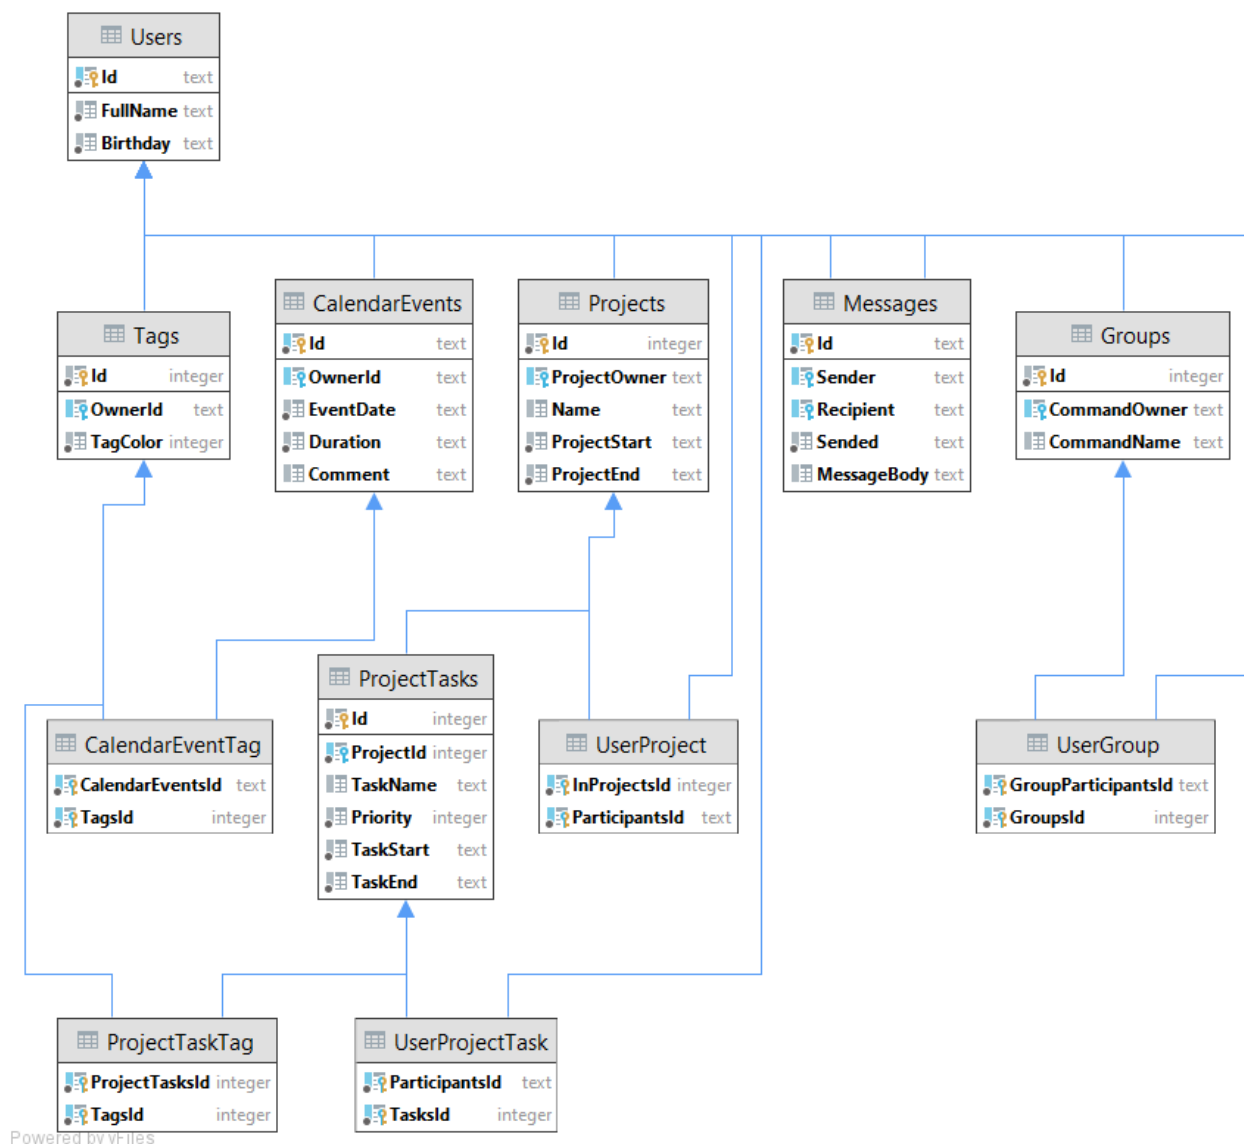 Users
Id text
FullName text
Birthday text
Tags
Id integer
OwnerId text
TagColor integer
CalendarEvents
Id text
OwnerId text
EventDate text
Duration text
Comment text
Projects
Id integer
ProjectOwner text
Name text
ProjectStart text
ProjectEnd text
Messages
Id text
Sender text
Recipient text
Sended text
MessageBody text
Groups
Id integer
CommandOwner text
CommandName text
CalendarEventTag
CalendarEventsId text
TagsId integer
ProjectTasks
Id integer
ProjectId integer
TaskName text
Priority integer
TaskStart text
TaskEnd text
UserProject
InProjectsId integer
ParticipantsId text
UserGroup
GroupParticipantsId text
GroupsId integer
ProjectTaskTag
ProjectTasksId integer
TagsId integer
UserProjectTask
ParticipantsId text
TasksId integer
Powered by yFiles